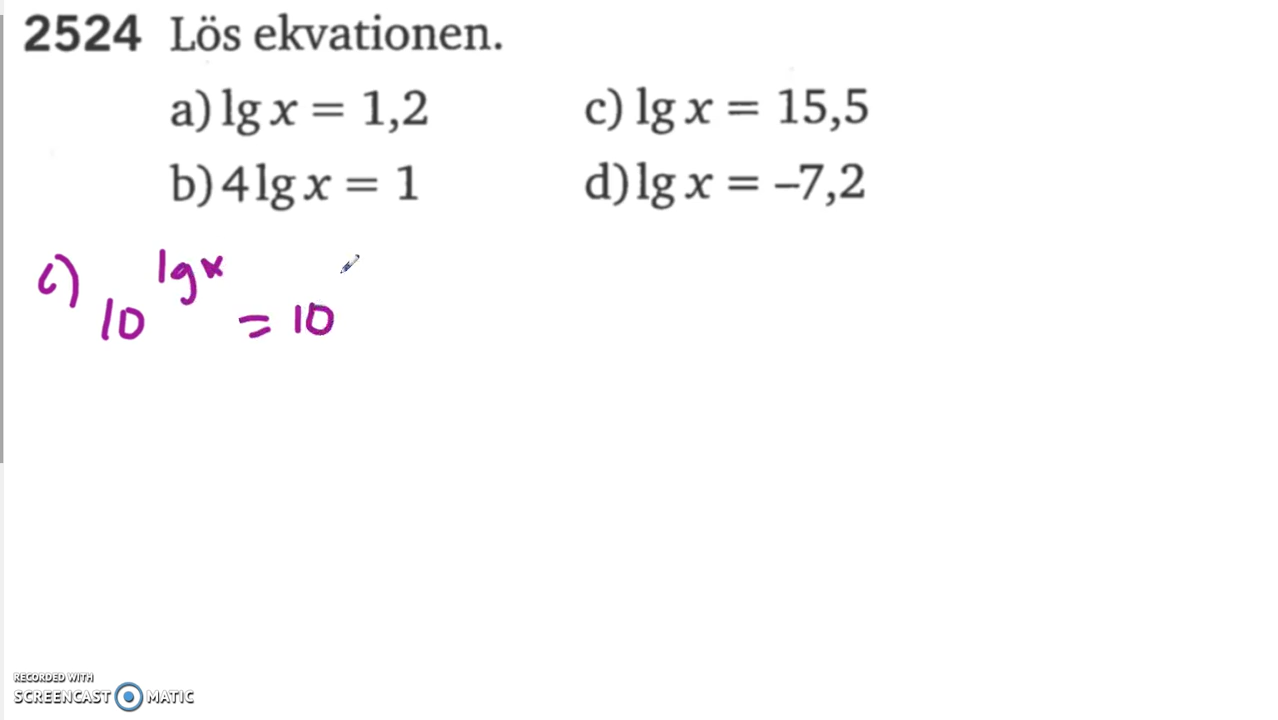 2524 Lös ekvationen.
a) lg x = 1,2 c) lg x = 15,5
b) 4 lg x = 1 d) lg x = –7,2
c) 10^lg x = 10
RECORDED WITH
SCREENCAST MATIC